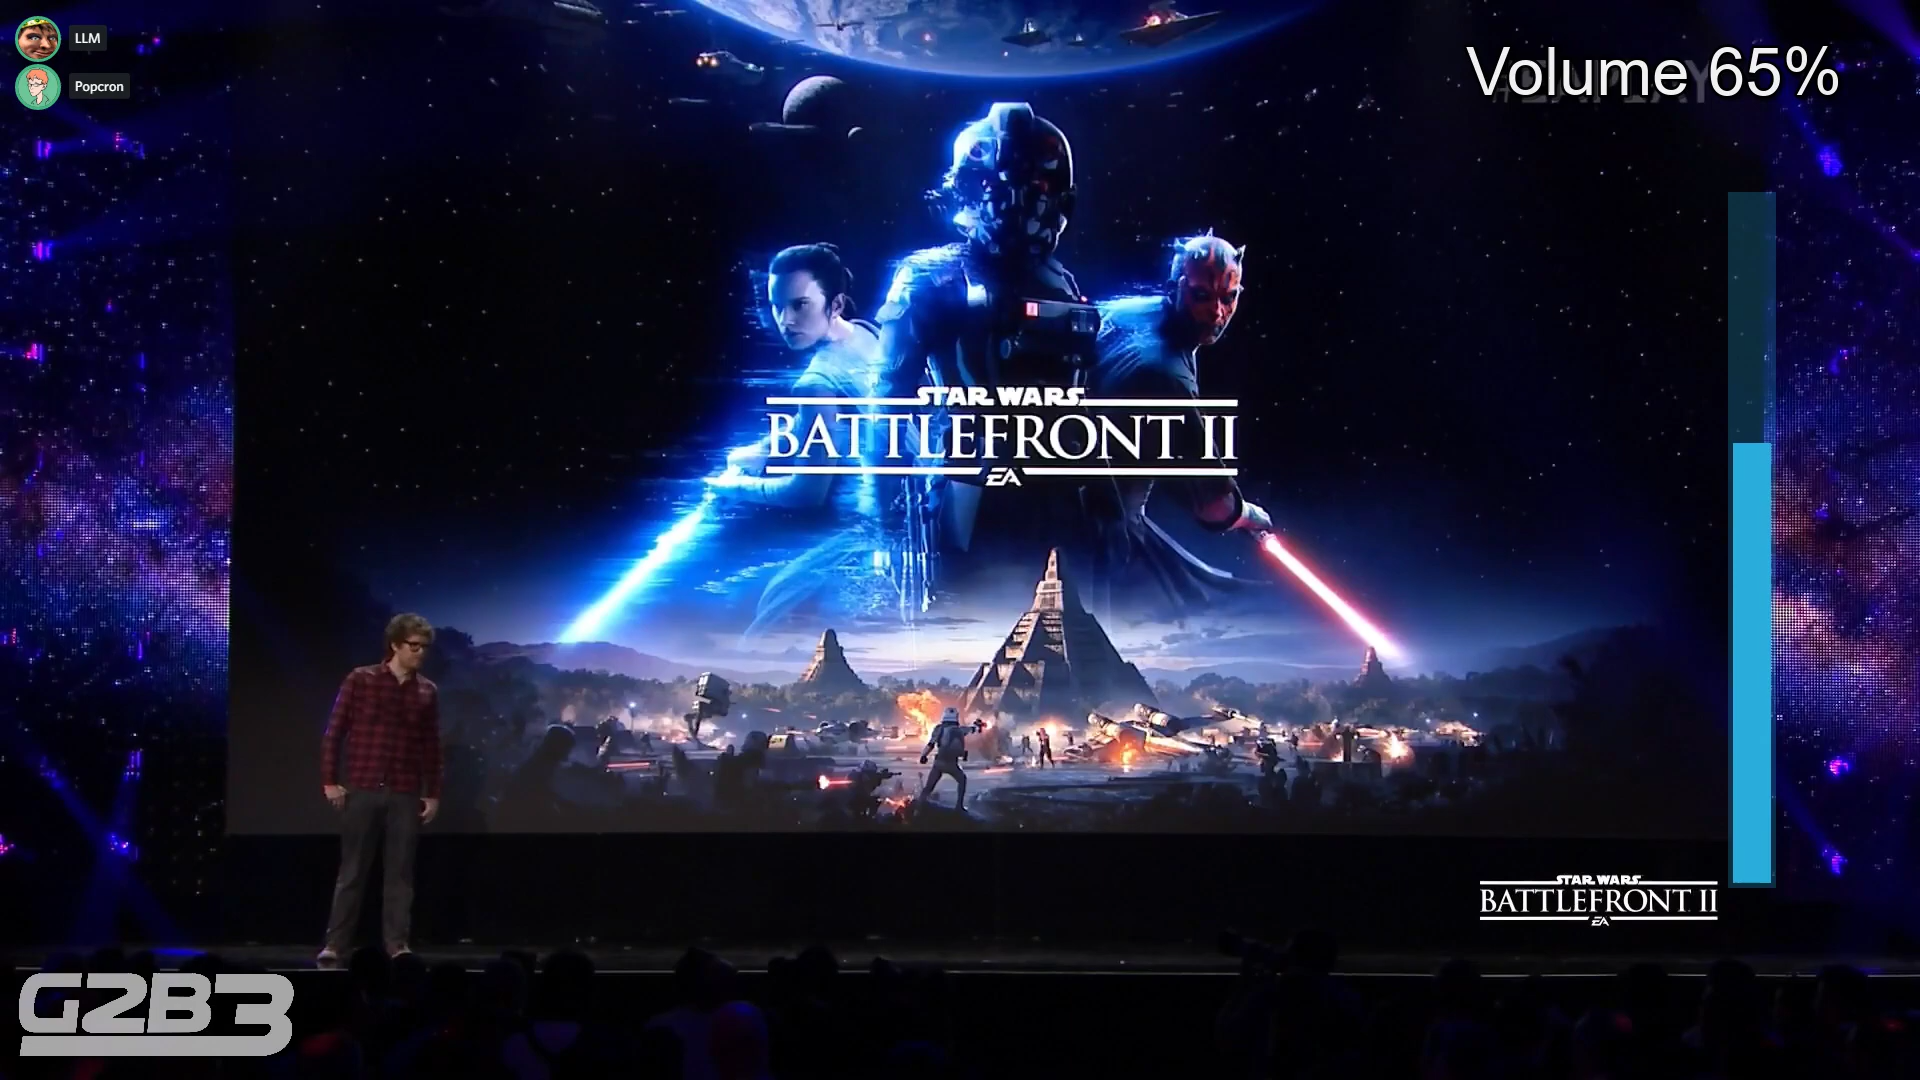 LLM
Popcron
Volume 65%
STAR WARS
BATTLEFRONT II
EA
STAR WARS
BATTLEFRONT II
EA
G2B3